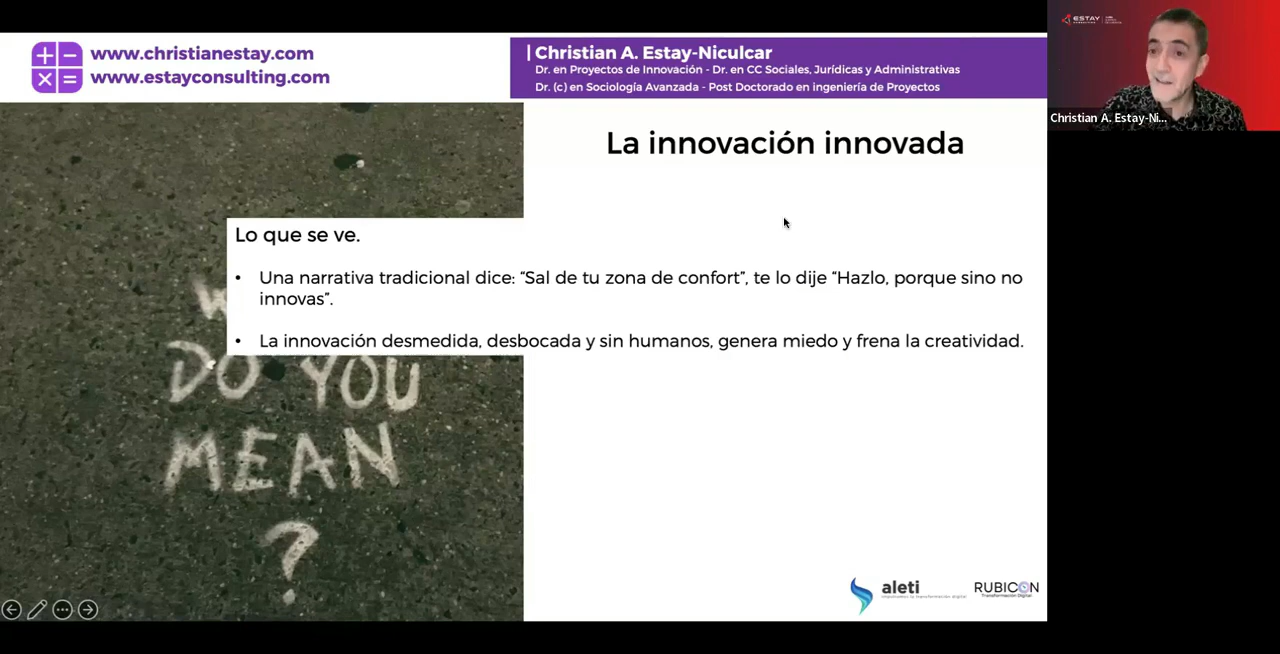 www.christianestay.com
www.estayconsulting.com
| Christian A. Estay-Niculcar
Dr. en Proyectos de Innovación - Dr. en CC Sociales, Jurídicas y Administrativas
Dr. (c) en Sociología Avanzada - Post Doctorado en ingeniería de Proyectos
ESTAY
Christian A. Estay-Ni...
La innovación innovada
Lo que se ve.
• Una narrativa tradicional dice: “Sal de tu zona de confort”, te lo dije “Hazlo, porque sino no
innovas”.
• La innovación desmedida, desbocada y sin humanos, genera miedo y frena la creatividad.
DO YOU
MEAN
?
aleti
RUBICON
Transformación Digital